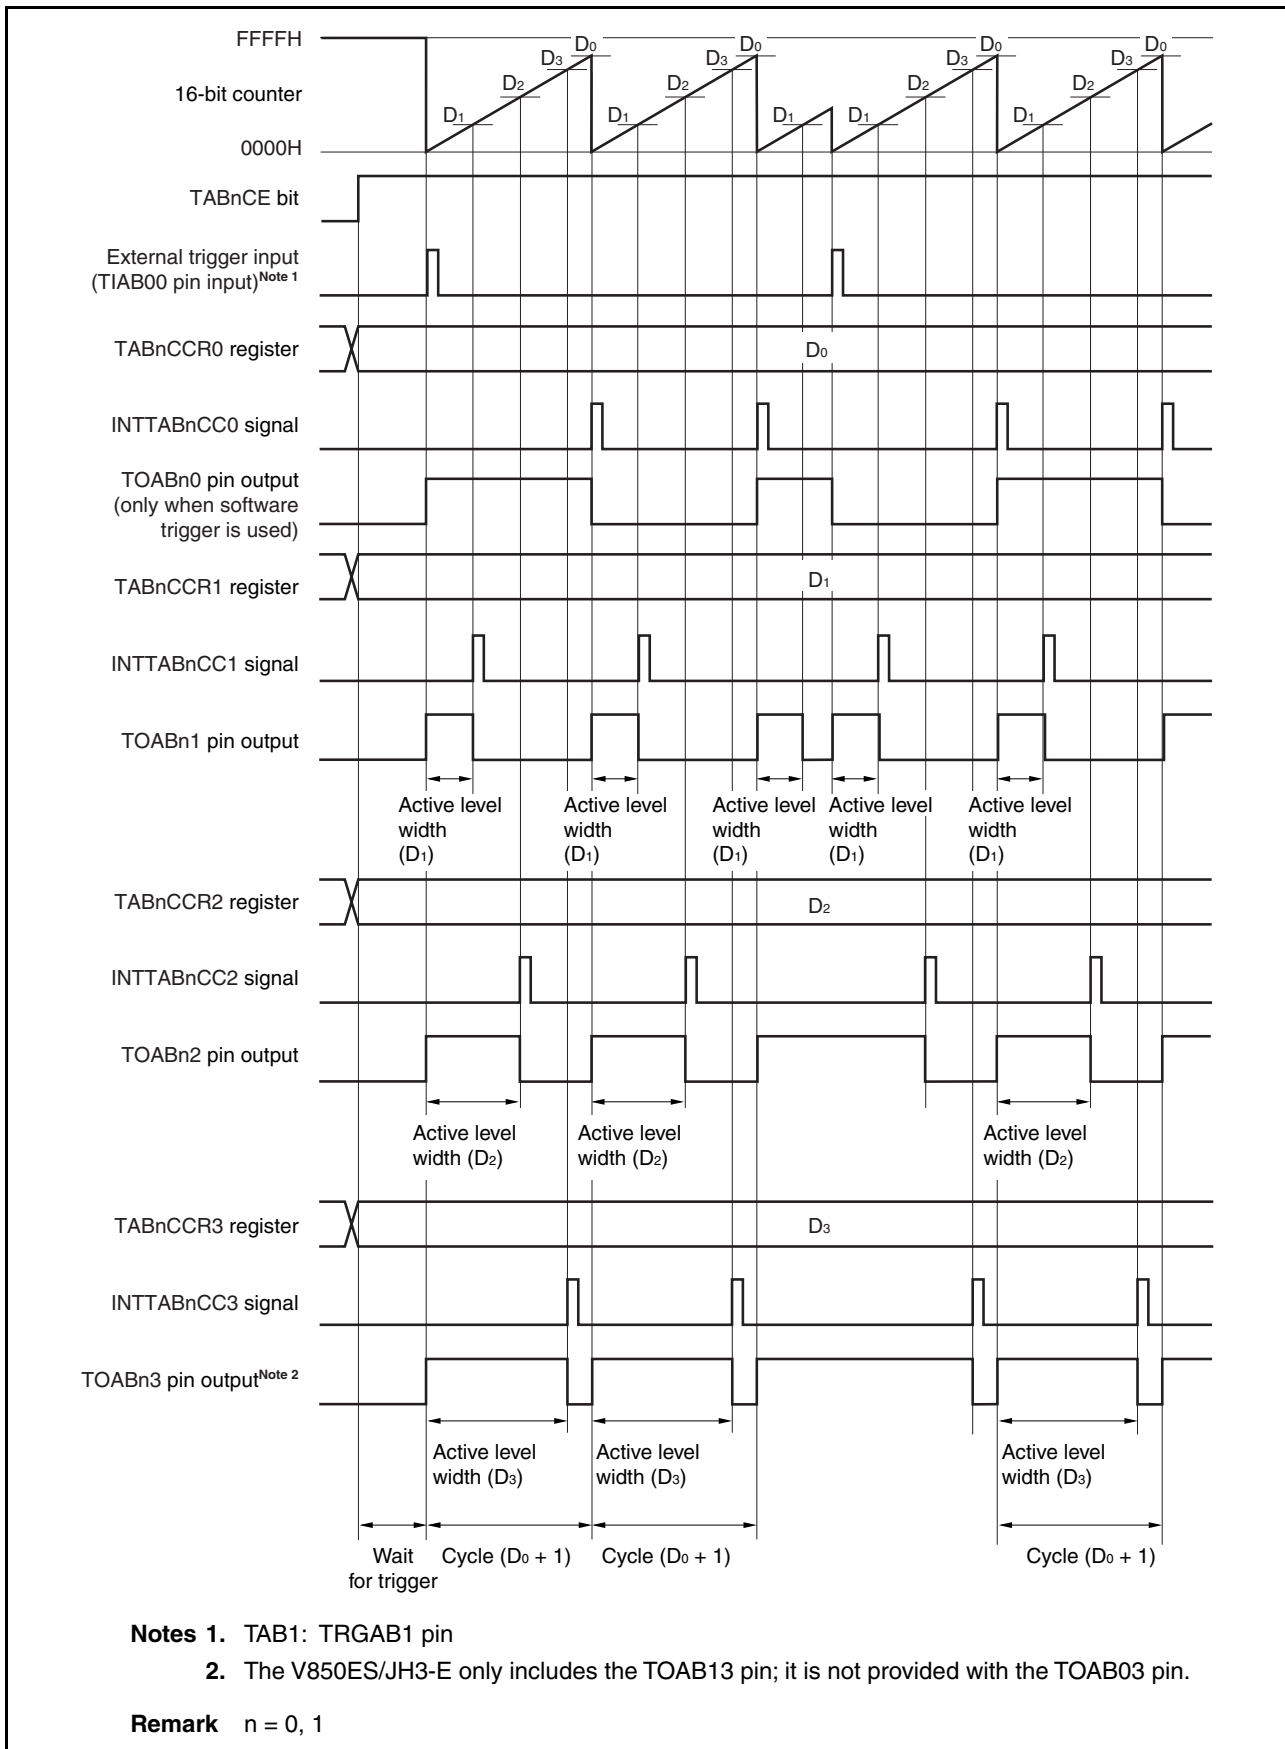 FFFFH
D0 D0 D0 D0
D3 D3 D3 D3
16-bit counter
D2 D2 D2 D2
D1 D1 D1 D1 D1
0000H
TABnCE bit
External trigger input
(TIAB00 pin input)Note 1
TABnCCR0 register
D0
INTTABnCC0 signal
TOABn0 pin output
(only when software
trigger is used)
TABnCCR1 register
D1
INTTABnCC1 signal
TOABn1 pin output
Active level Active level Active level Active level Active level
width width width width width
(D1) (D1) (D1) (D1) (D1)
TABnCCR2 register
D2
INTTABnCC2 signal
TOABn2 pin output
Active level Active level Active level
width (D2) width (D2) width (D2)
TABnCCR3 register
D3
INTTABnCC3 signal
TOABn3 pin outputNote 2
Active level Active level Active level
width (D3) width (D3) width (D3)
Wait Cycle (D0 + 1) Cycle (D0 + 1) Cycle (D0 + 1)
for trigger
Notes 1. TAB1: TRGAB1 pin
2. The V850ES/JH3-E only includes the TOAB13 pin; it is not provided with the TOAB03 pin.
Remark n = 0, 1